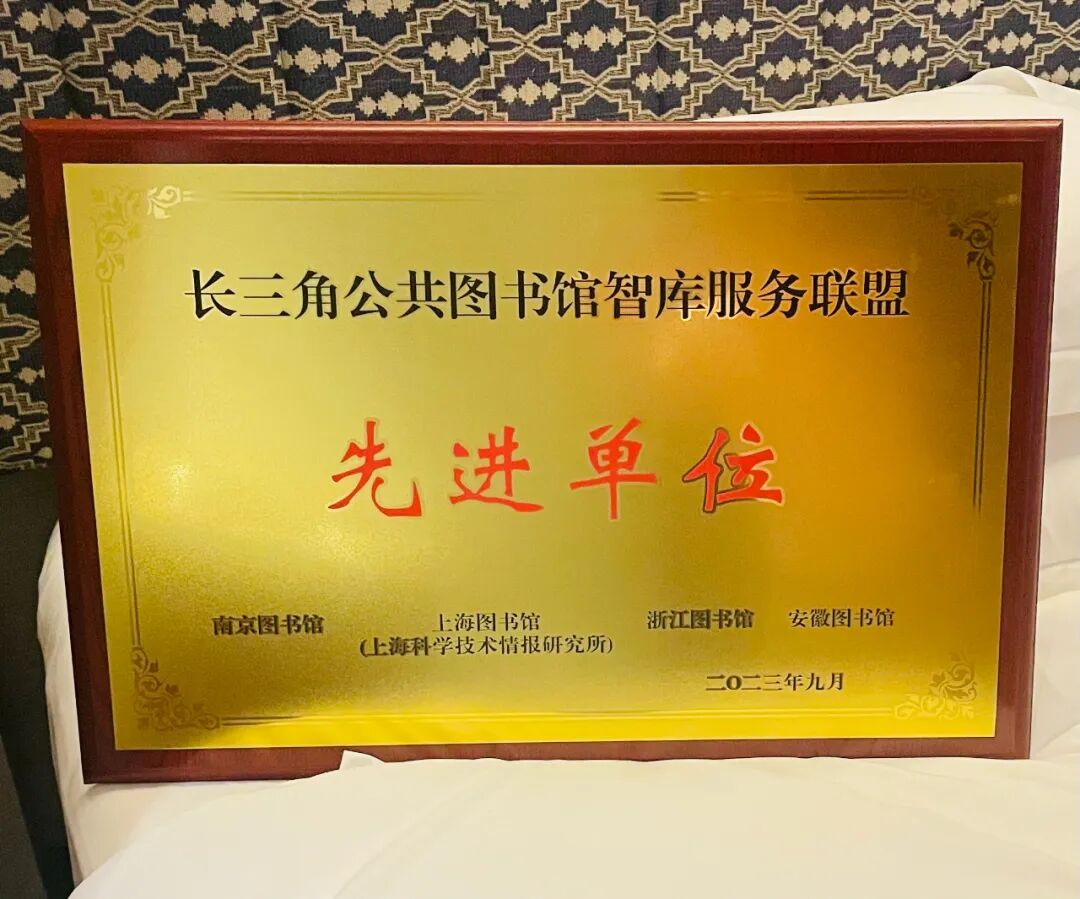 长三角公共图书馆智库服务联盟
先进单位
南京图书馆 上海图书馆 浙江图书馆 安徽图书馆
(上海科学技术情报研究所)
二〇二三年九月